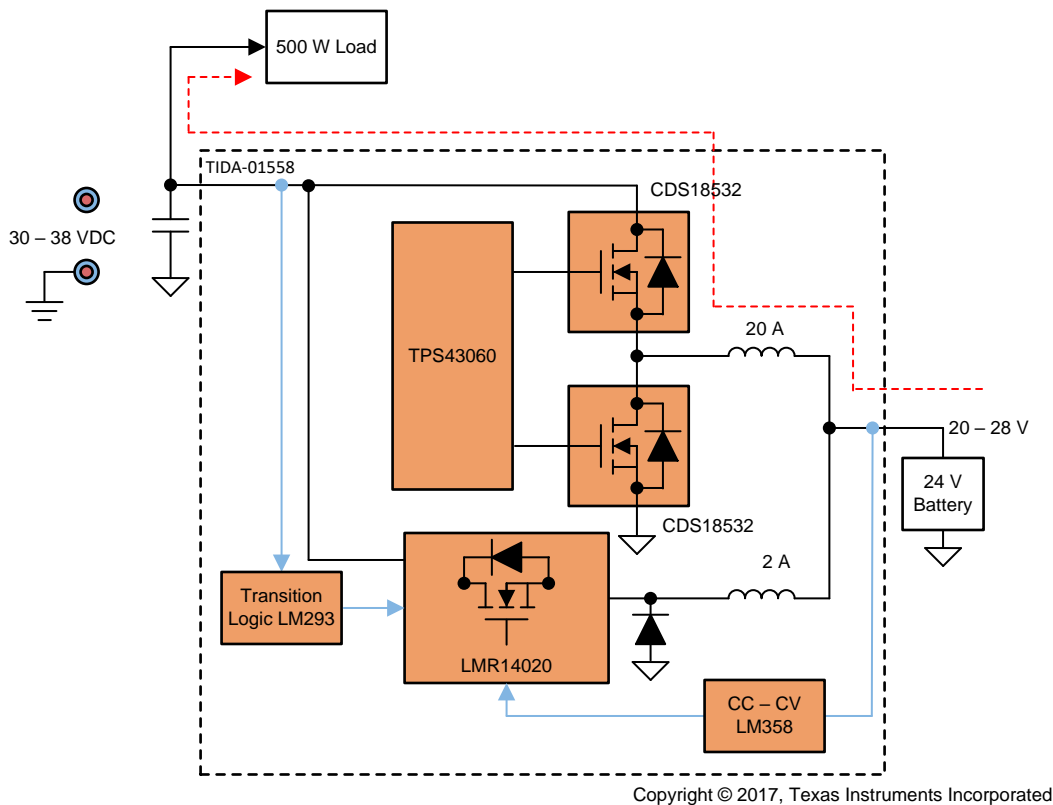 500 W Load
TIDA-01558
CDS18532
30 – 38 VDC
TPS43060
20 A
20 – 28 V
24 V
Battery
CDS18532
2 A
Transition
Logic LM293
LMR14020
CC – CV
LM358
Copyright © 2017, Texas Instruments Incorporated